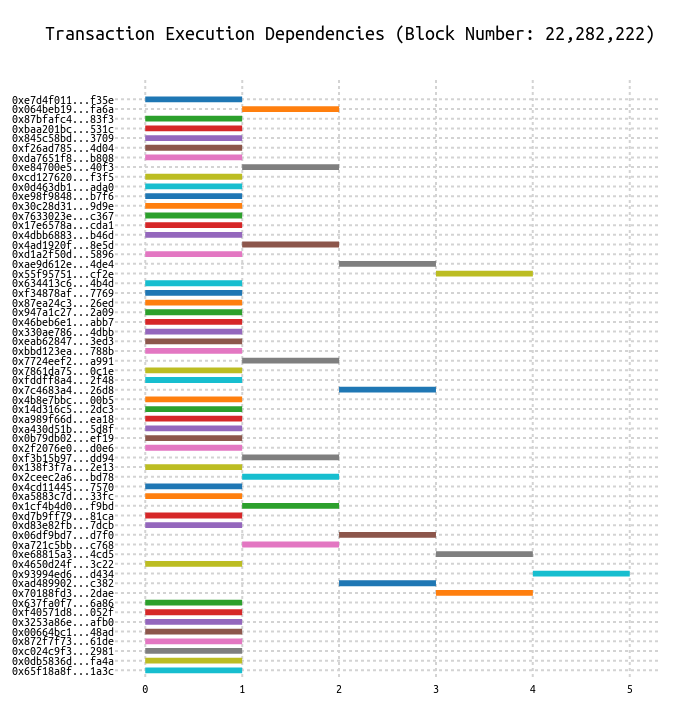 Transaction Execution Dependencies (Block Number: 22,282,222)
0xe7d4f011...f35e
0x064beb19...fa6a
0x87bfafc4...83f3
0xbaa201bc...531c
0x845c58bd...3709
0xf26ad785...4d04
0xda7651f8...b808
0xe84700e5...40f3
0xcd127620...f3f5
0x0d463db1...ada0
0xe98f9848...b7f6
0x30c28d31...9d9e
0x7633023e...c367
0x17e6578a...cda1
0x4dbb6883...b46d
0x4ad1920f...8e5d
0xd1a2f50d...5896
0xae9d612e...4de4
0x55f95751...cf2e
0x634413c6...4b4d
0xf34878af...7769
0x87ea24c3...26ed
0x947a1c27...2a09
0x46beb6e1...abb7
0x330ae786...4dbb
0xeab62847...3ed3
0xbbd123ea...788b
0x7724eef2...a991
0x7861da75...0c1e
0xfddff8a4...2f48
0x7c4683a4...26d8
0x4b8e7bbc...00b5
0x14d316c5...2dc3
0xa989f66d...ea18
0xa430d51b...5d8f
0x0b79db02...ef19
0x2f2076e0...d0e6
0xf3b15b97...dd94
0x138f3f7a...2e13
0x2ceec2a6...bd78
0x4cd11445...7570
0xa5883c7d...33fc
0x1cf4b4d0...f9bd
0xd7b9ff79...81ca
0xd83e82fb...7dcb
0x06df9bd7...d7f0
0xa721c5bb...c768
0xe68815a3...4cd5
0x4650d24f...3c22
0x93994ed6...d434
0xad489902...c382
0x70188fd3...2dae
0x637fa0f7...6a86
0xf40571d8...052f
0x3253a86e...afb0
0x00664bc1...48ad
0x872f7f73...61de
0xc024c9f3...2981
0x0db5836d...fa4a
0x65f18a8f...1a3c
0 1 2 3 4 5